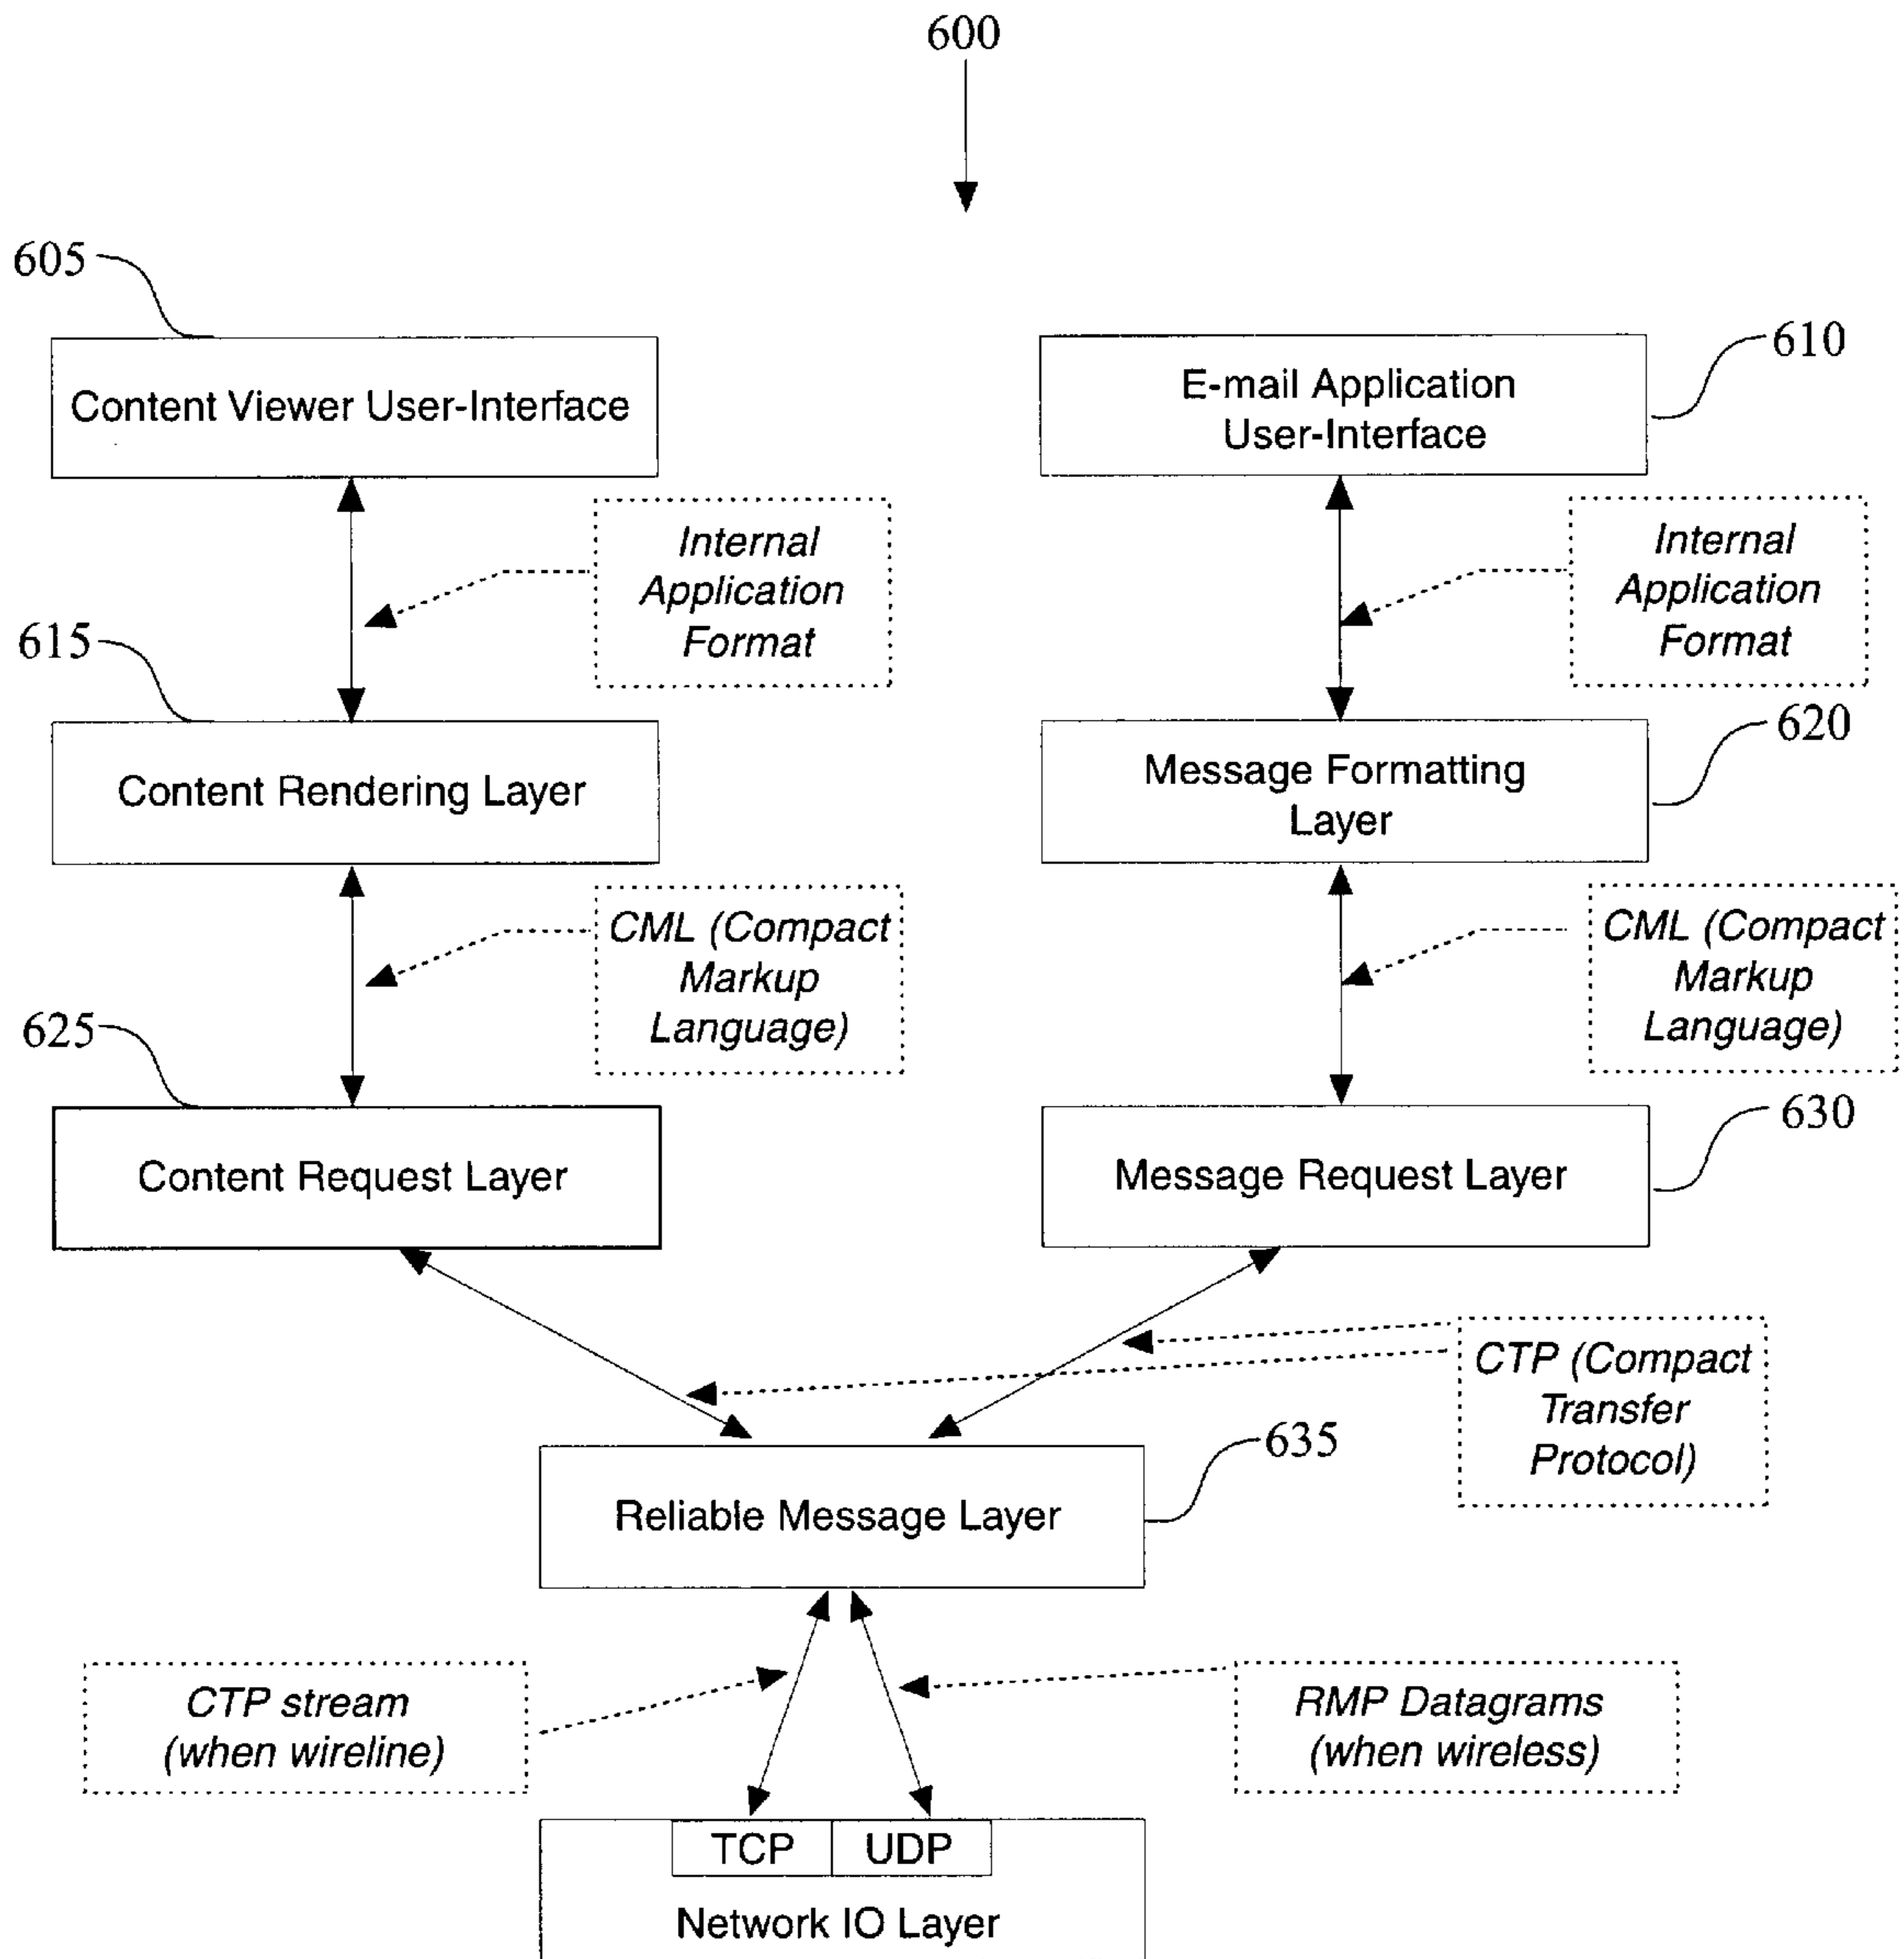 600
605
Content Viewer User-Interface
610
E-mail Application
User-Interface
Internal
Application
Format
Internal
Application
Format
615
Content Rendering Layer
620
Message Formatting
Layer
CML (Compact
Markup
Language)
CML (Compact
Markup
Language)
625
Content Request Layer
630
Message Request Layer
CTP (Compact
Transfer
Protocol)
635
Reliable Message Layer
CTP stream
(when wireline)
RMP Datagrams
(when wireless)
TCP
UDP
Network IO Layer